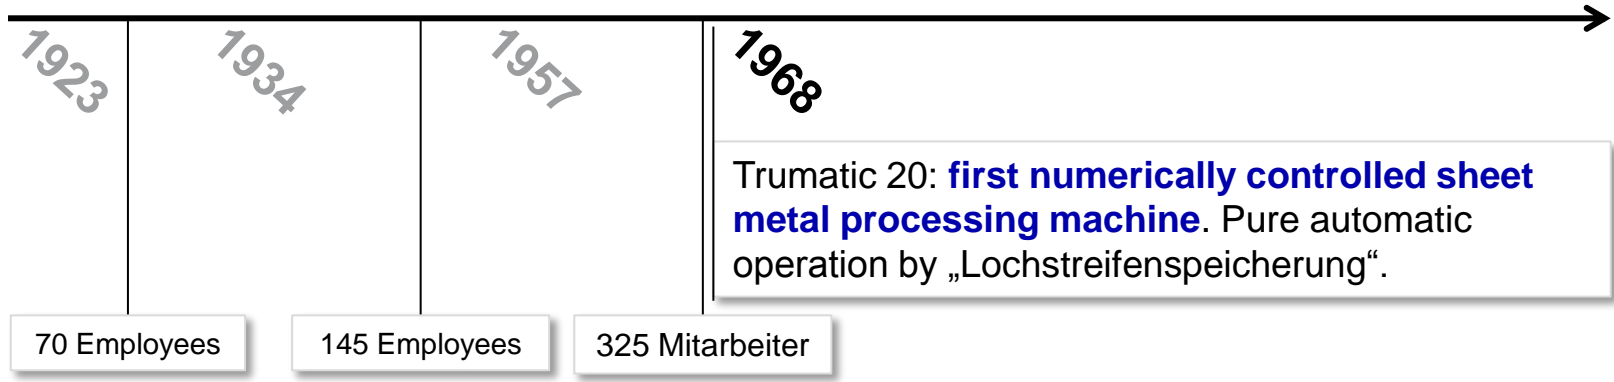 1923
1934
1957
1968
Trumatic 20: first numerically controlled sheet
metal processing machine. Pure automatic
operation by „Lochstreifenspeicherung“.
70 Employees
145 Employees
325 Mitarbeiter